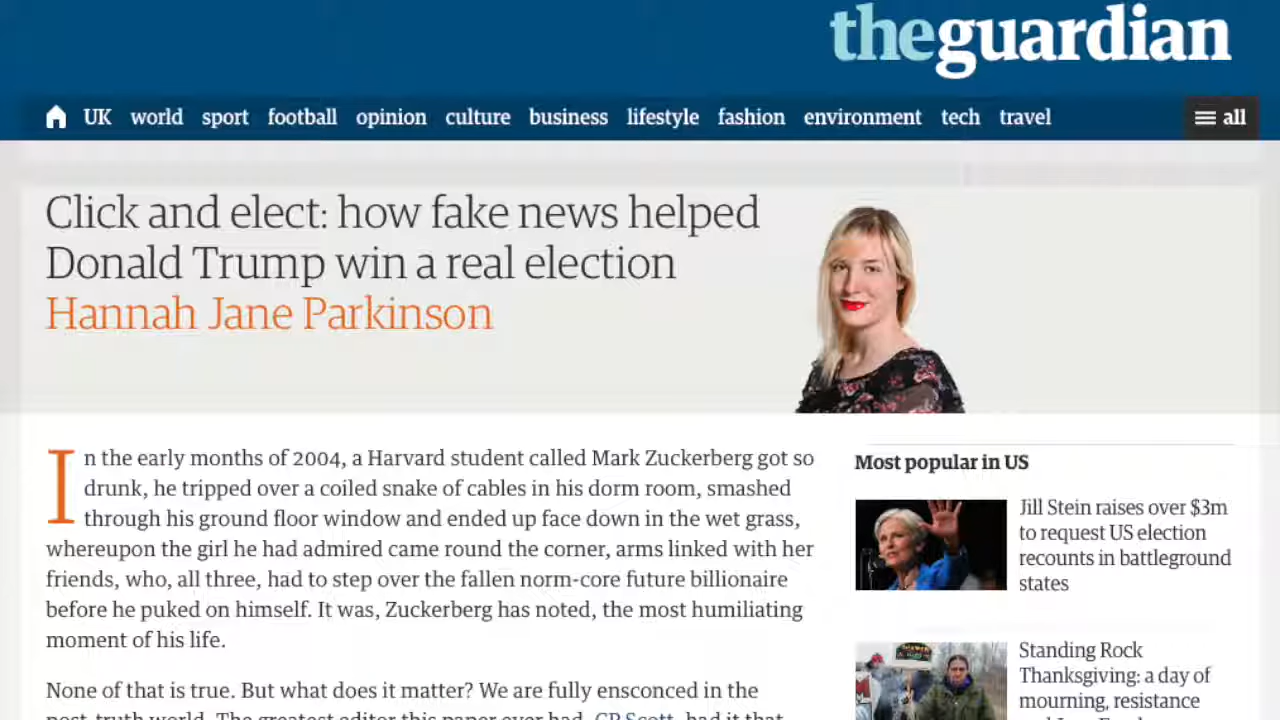 theguardian
UK world sport football opinion culture business lifestyle fashion environment tech travel all
Click and elect: how fake news helped
Donald Trump win a real election
Hannah Jane Parkinson
In the early months of 2004, a Harvard student called Mark Zuckerberg got so
drunk, he tripped over a coiled snake of cables in his dorm room, smashed
through his ground floor window and ended up face down in the wet grass,
whereupon the girl he had admired came round the corner, arms linked with her
friends, who, all three, had to step over the fallen norm-core future billionaire
before he puked on himself. It was, Zuckerberg has noted, the most humiliating
moment of his life.
None of that is true. But what does it matter? We are fully ensconced in the
post-truth world. The greatest editor this paper ever had, CP Scott, had it that
Most popular in US
Jill Stein raises over $3m
to request US election
recounts in battleground
states
Standing Rock
Thanksgiving: a day of
mourning, resistance